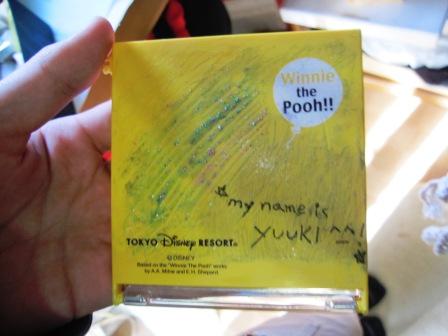 Winnie
the
Pooh!!
my name is
YUUKI ^^!
TOKYO Disney RESORT®
© DISNEY
Based on the "Winnie The Pooh" works
by A.A. Milne and E.H. Shepard.